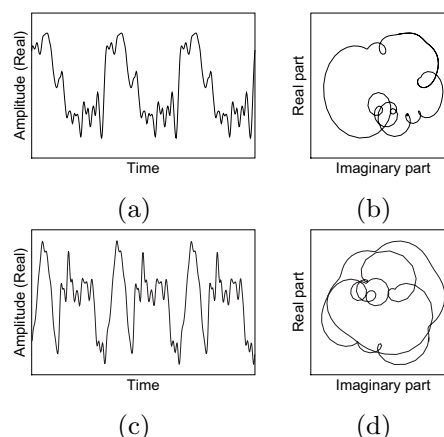 Amplitude (Real)
Time
(a)
Real part
Imaginary part
(b)
Amplitude (Real)
Time
(c)
Real part
Imaginary part
(d)